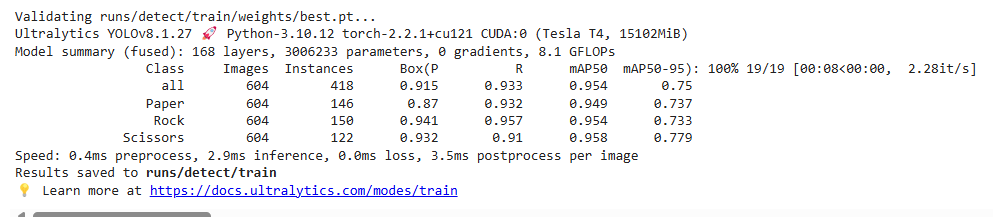 Validating runs/detect/train/weights/best.pt...
Ultralytics YOLOv8.1.27 🚀 Python-3.10.12 torch-2.2.1+cu121 CUDA:0 (Tesla T4, 15102MiB)
Model summary (fused): 168 layers, 3006233 parameters, 0 gradients, 8.1 GFLOPs
Class Images Instances Box(P R mAP50 mAP50-95): 100% 19/19 [00:08<00:00, 2.28it/s]
all 604 418 0.915 0.933 0.954 0.75
Paper 604 146 0.87 0.932 0.949 0.737
Rock 604 150 0.941 0.957 0.954 0.733
Scissors 604 122 0.932 0.91 0.958 0.779
Speed: 0.4ms preprocess, 2.9ms inference, 0.0ms loss, 3.5ms postprocess per image
Results saved to runs/detect/train
💡 Learn more at https://docs.ultralytics.com/modes/train